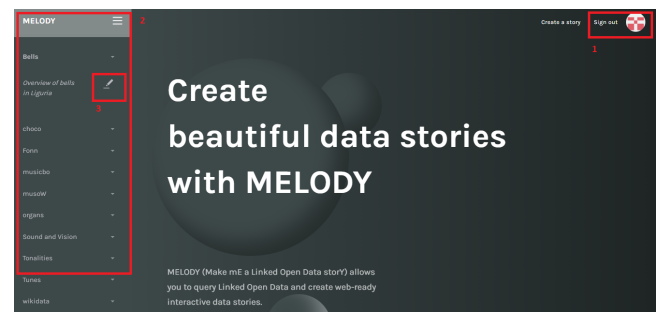 MELODY
2
Create a story
Sign out
1
Bells
Overview of bells
in Liguria
3
choco
Fonn
musicbo
musoW
organs
Sound and Vision
Tonalities
Tunes
wikidata
Create
beautiful data stories
with MELODY
MELODY (Make mE a Linked Open Data storY) allows
you to query Linked Open Data and create web-ready
interactive data stories.